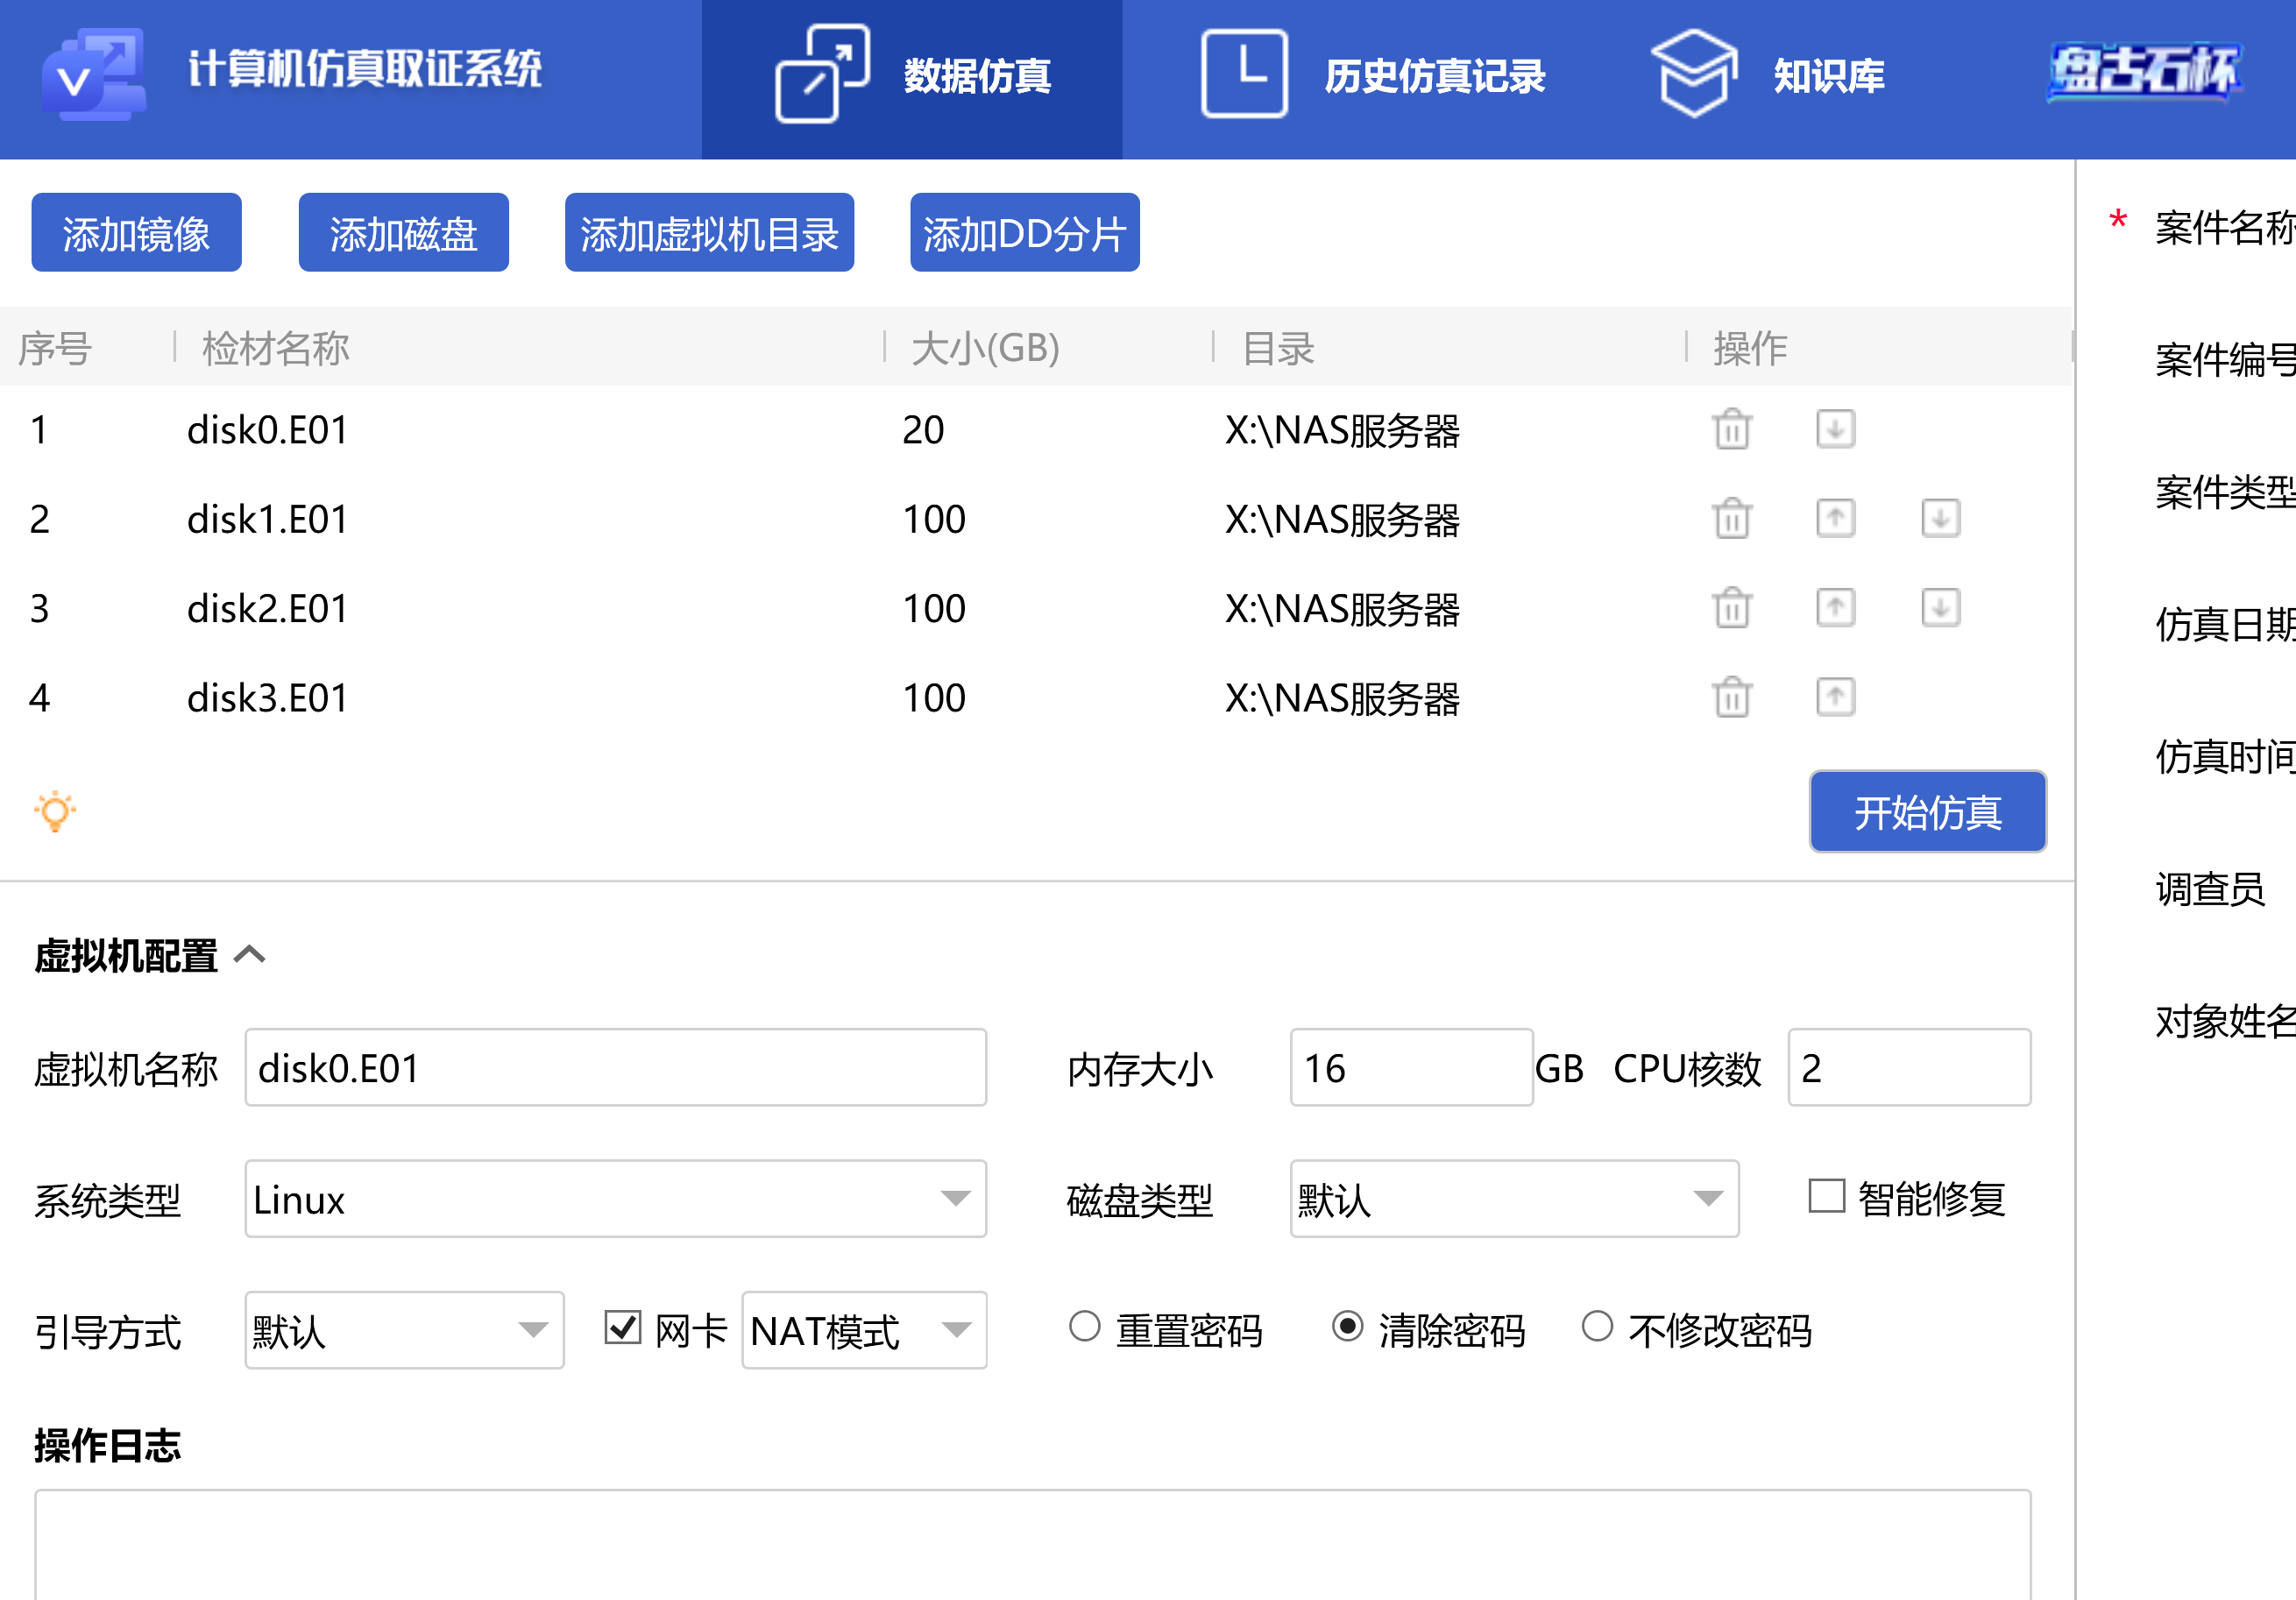 计算机仿真取证系统 数据仿真 历史仿真记录 知识库 盘古石杯
添加镜像 添加磁盘 添加虚拟机目录 添加DD分片
序号 检材名称 大小(GB) 目录 操作
1 disk0.E01 20 X:\NAS服务器
2 disk1.E01 100 X:\NAS服务器
3 disk2.E01 100 X:\NAS服务器
4 disk3.E01 100 X:\NAS服务器
开始仿真
虚拟机配置
虚拟机名称 disk0.E01 内存大小 16 GB CPU核数 2
系统类型 Linux 磁盘类型 默认 智能修复
引导方式 默认 网卡 NAT模式 重置密码 清除密码 不修改密码
操作日志
* 案件名称
案件编号
案件类型
仿真日期
仿真时间
调查员
对象姓名